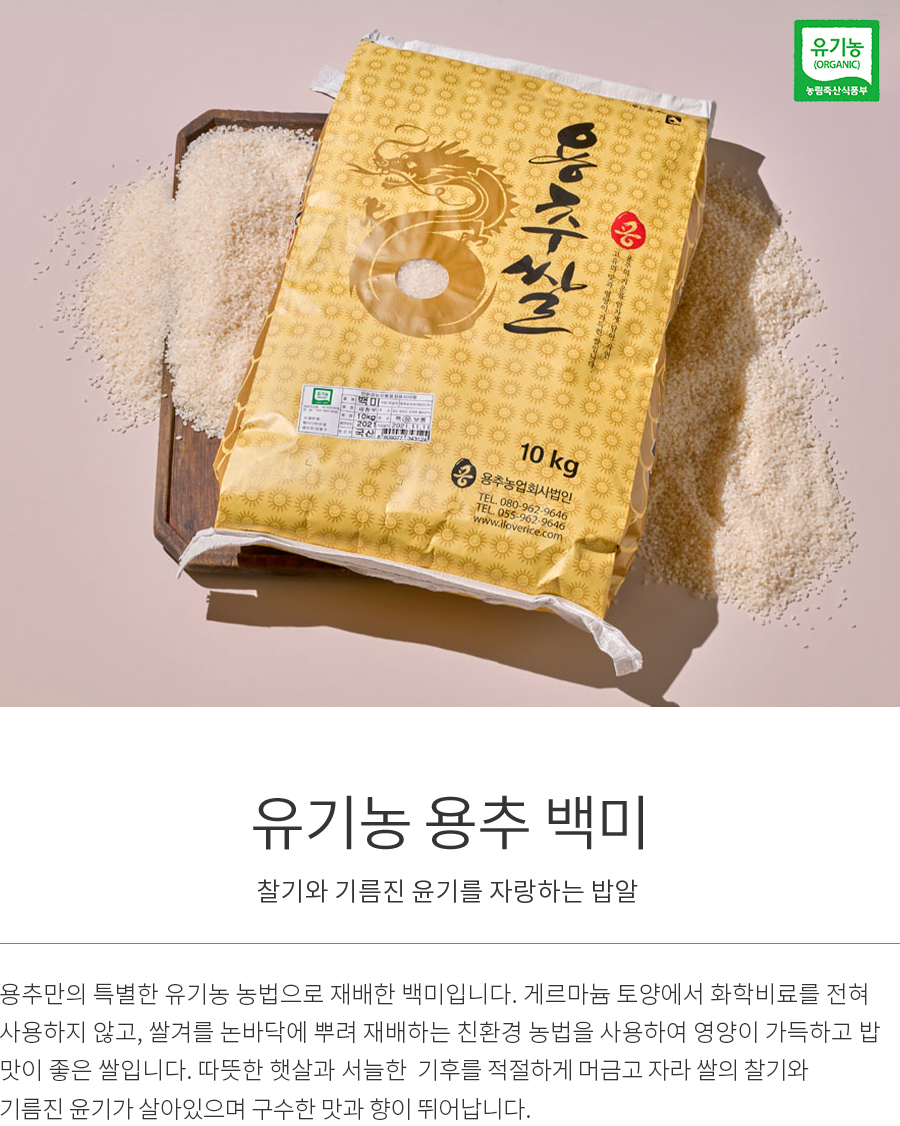 유기농
(ORGANIC)
농림축산식품부
용추쌀
용
백미
10kg
2021
2021.11.11
국산
8 809077 343524
10 kg
용 용추농업회사법인
TEL. 080-962-9646
TEL. 055-962-9646
www.iloverice.com
유기농 용추 백미
찰기와 기름진 윤기를 자랑하는 밥알
용추만의 특별한 유기농 농법으로 재배한 백미입니다. 게르마늄 토양에서 화학비료를 전혀
사용하지 않고, 쌀겨를 논바닥에 뿌려 재배하는 친환경 농법을 사용하여 영양이 가득하고 밥
맛이 좋은 쌀입니다. 따뜻한 햇살과 서늘한 기후를 적절하게 머금고 자라 쌀의 찰기와
기름진 윤기가 살아있으며 구수한 맛과 향이 뛰어납니다.